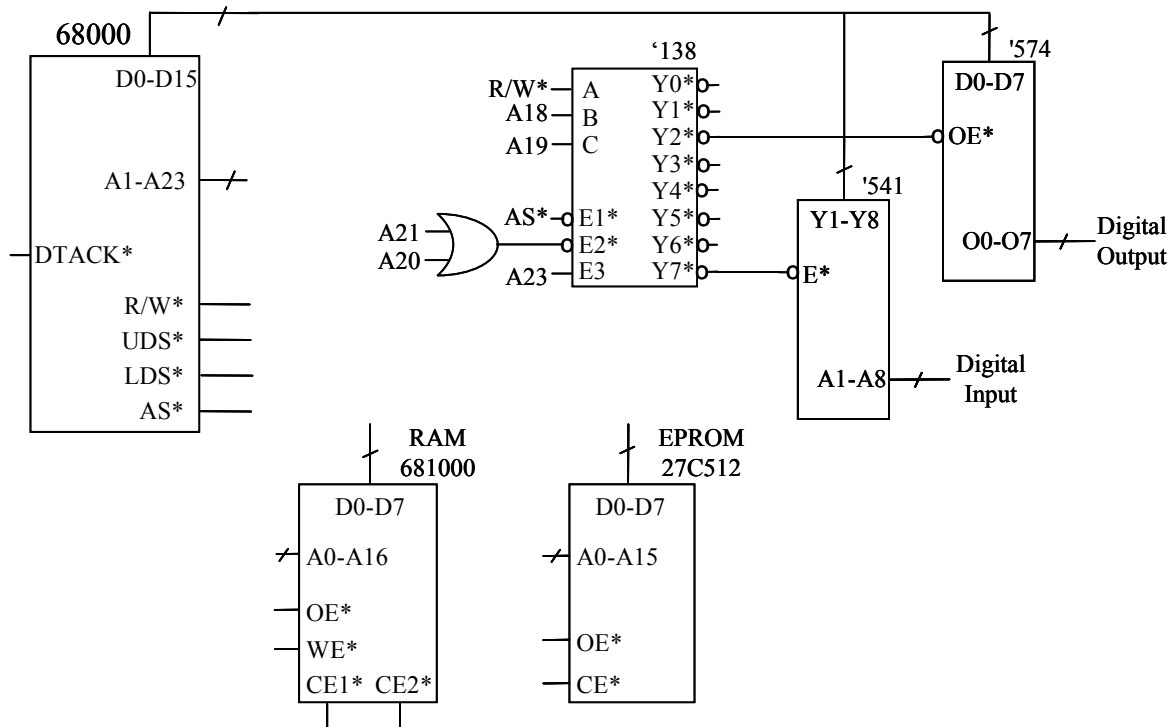 68000
D0-D15
A1-A23
DTACK*
R/W*
UDS*
LDS*
AS*
‘138
R/W*
A18
A19
A
B
C
Y0*
Y1*
Y2*
Y3*
Y4*
Y5*
Y6*
Y7*
A21
A20
AS*
A23
E1*
E2*
E3
'574
D0-D7
OE*
O0-O7
Digital
Output
'541
Y1-Y8
E*
A1-A8
Digital
Input
RAM
681000
D0-D7
A0-A16
OE*
WE*
CE1* CE2*
EPROM
27C512
D0-D7
A0-A15
OE*
CE*